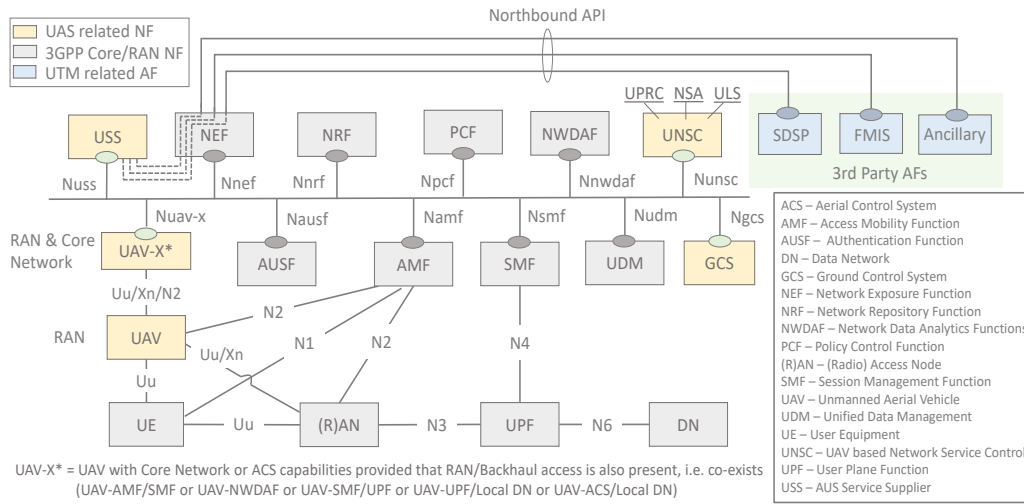 Northbound API
UAS related NF
3GPP Core/RAN NF
UTM related AF
UPRC NSA ULS
USS NEF NRF PCF NWDAF UNSC SDSP FMIS Ancillary
3rd Party AFs
Nuss Nnef Nnrf Npcf Nnwdaf Nunsc
Nuav-x Nausf Namf Nsmf Nudm Ngcs
RAN & Core
Network
UAV-X* AUSF AMF SMF UDM GCS
Uu/Xn/N2
RAN UAV N2
Uu/Xn N1 N2 N4
Uu
UE Uu (R)AN N3 UPF N6 DN
ACS – Aerial Control System
AMF – Access Mobility Function
AUSF – AUthentication Function
DN – Data Network
GCS – Ground Control System
NEF – Network Exposure Function
NRF – Network Repository Function
NWDAF – Network Data Analytics Functions
PCF – Policy Control Function
(R)AN – (Radio) Access Node
SMF – Session Management Function
UAV – Unmanned Aerial Vehicle
UDM – Unified Data Management
UE – User Equipment
UNSC – UAV based Network Service Control
UPF – User Plane Function
USS – AUS Service Supplier
UAV-X* = UAV with Core Network or ACS capabilities provided that RAN/Backhaul access is also present, i.e. co-exists
(UAV-AMF/SMF or UAV-NWDAF or UAV-SMF/UPF or UAV-UPF/Local DN or UAV-ACS/Local DN)